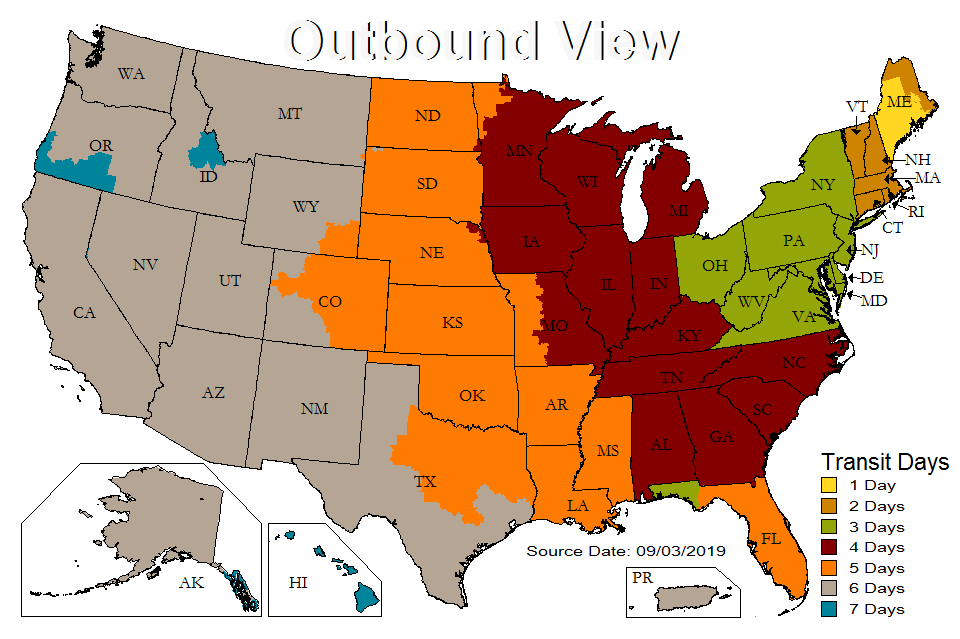 Outbound View
WA
MT
ND
MN
VT
ME
OR
ID
SD
WI
NH
MA
WY
MI
NY
RI
CT
NE
IA
PA
NJ
NV
UT
CO
IL
IN
OH
WV
DE
MD
CA
KS
MO
KY
VA
AZ
NM
OK
AR
TN
NC
SC
TX
LA
MS
AL
GA
FL
AK
HI
PR
Source Date: 09/03/2019
Transit Days
1 Day
2 Days
3 Days
4 Days
5 Days
6 Days
7 Days